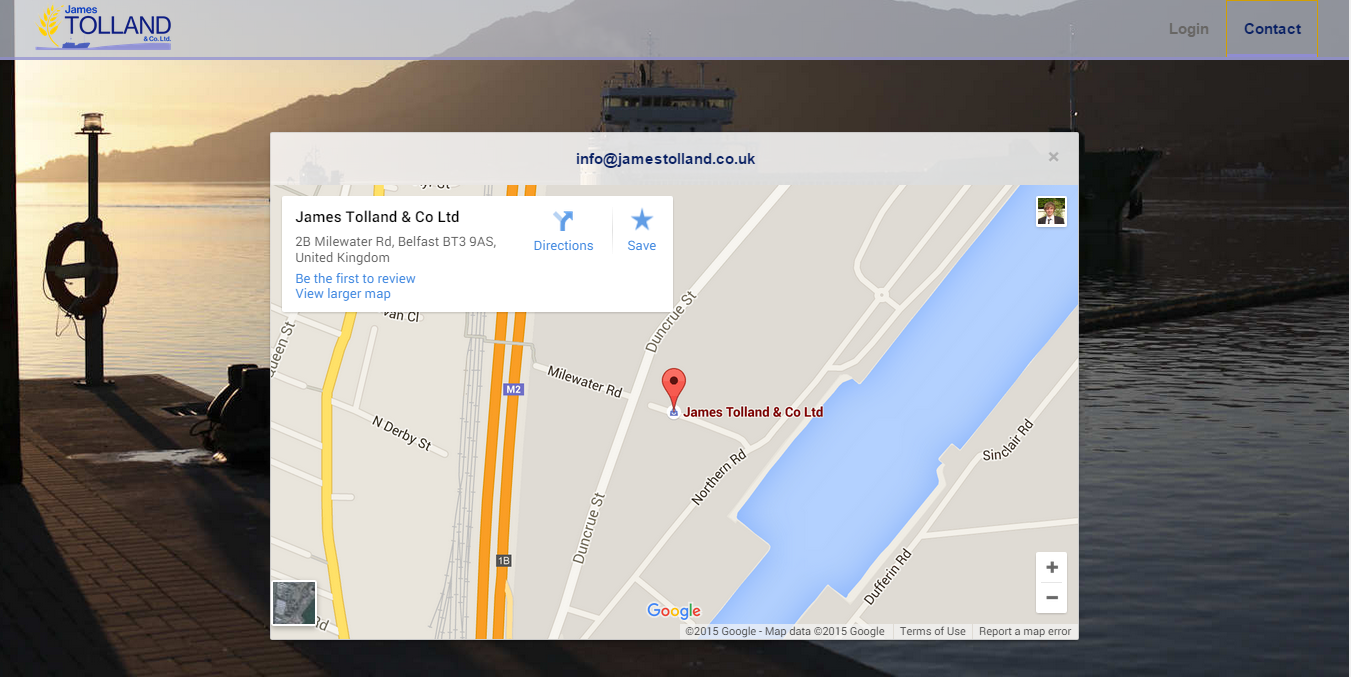 James
TOLLAND
& Co. Ltd.
Login
Contact
info@jamestolland.co.uk
×
James Tolland & Co Ltd
2B Milewater Rd, Belfast BT3 9AS,
United Kingdom
Be the first to review
View larger map
Directions
Save
van Cl
Queen St
Duncrue St
M2
Milewater Rd
James Tolland & Co Ltd
N Derby St
Sinclair Rd
Northern Rd
Duncrue St
1B
Dufferin Rd
Rd
Google
+
−
©2015 Google - Map data ©2015 Google
Terms of Use
Report a map error